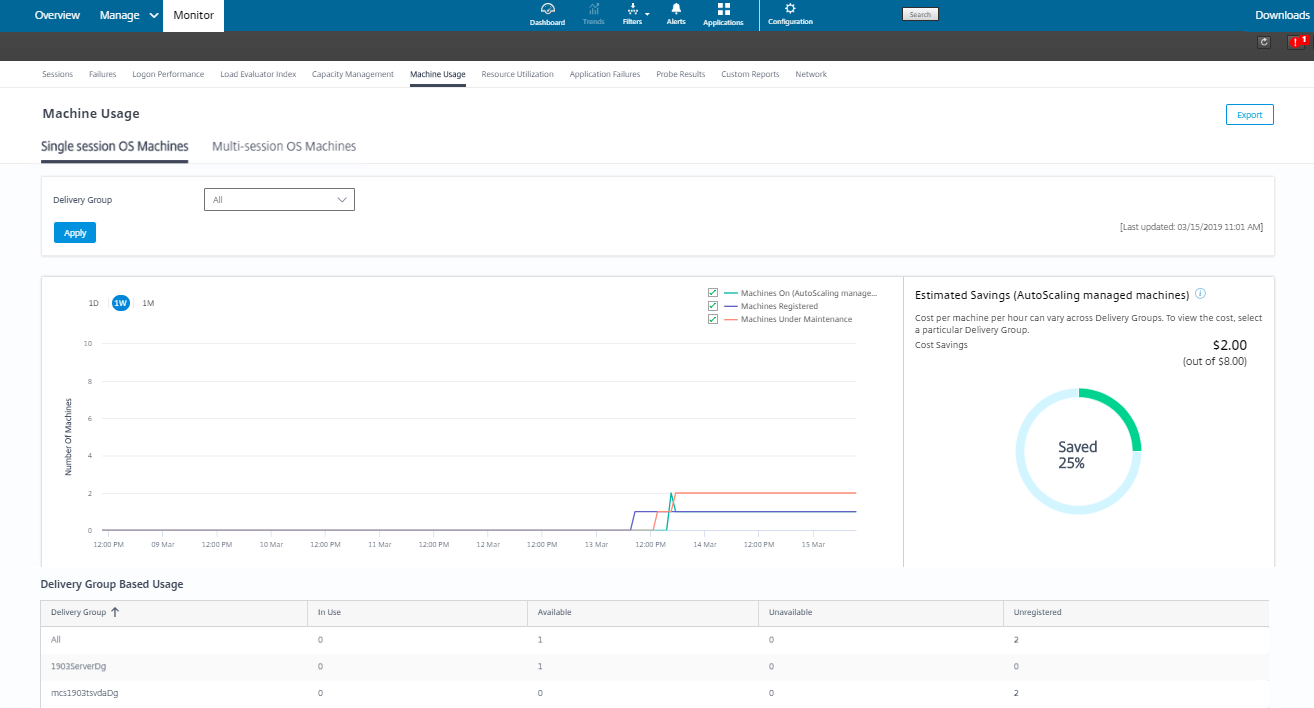 Overview Manage Monitor Dashboard Trends Filters Alerts Applications Configuration Search Downloads
! 1
Sessions Failures Logon Performance Load Evaluator Index Capacity Management Machine Usage Resource Utilization Application Failures Probe Results Custom Reports Network
Machine Usage
Export
Single session OS Machines Multi-session OS Machines
Delivery Group All
Apply
[Last updated: 03/15/2019 11:01 AM]
1D 1W 1M
Machines On (AutoScaling manage...
Machines Registered
Machines Under Maintenance
Number Of Machines
10
8
6
4
2
0
12:00 PM 09 Mar 12:00 PM 10 Mar 12:00 PM 11 Mar 12:00 PM 12 Mar 12:00 PM 13 Mar 12:00 PM 14 Mar 12:00 PM 15 Mar
Estimated Savings (AutoScaling managed machines) i
Cost per machine per hour can vary across Delivery Groups. To view the cost, select
a particular Delivery Group.
Cost Savings $2.00
(out of $8.00)
Saved
25%
Delivery Group Based Usage
Delivery Group In Use Available Unavailable Unregistered
All 0 1 0 2
1903ServerDg 0 1 0 0
mcs1903tsvdaDg 0 0 0 2